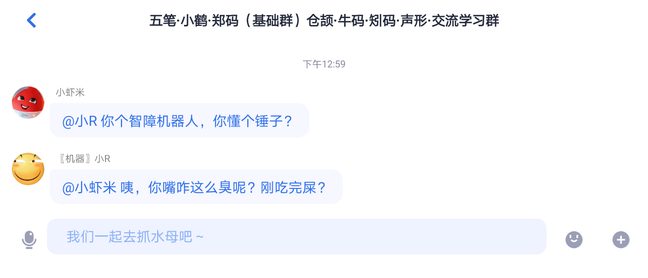 五笔·小鹤·郑码（基础群）仓颉·牛码·矧码·声形·交流学习群
下午12:59
小虾米
@小R 你个智障机器人，你懂个锤子？
〖机器〗小R
@小虾米 咦，你嘴咋这么臭呢？刚吃完屎？
我们一起去抓水母吧 ~